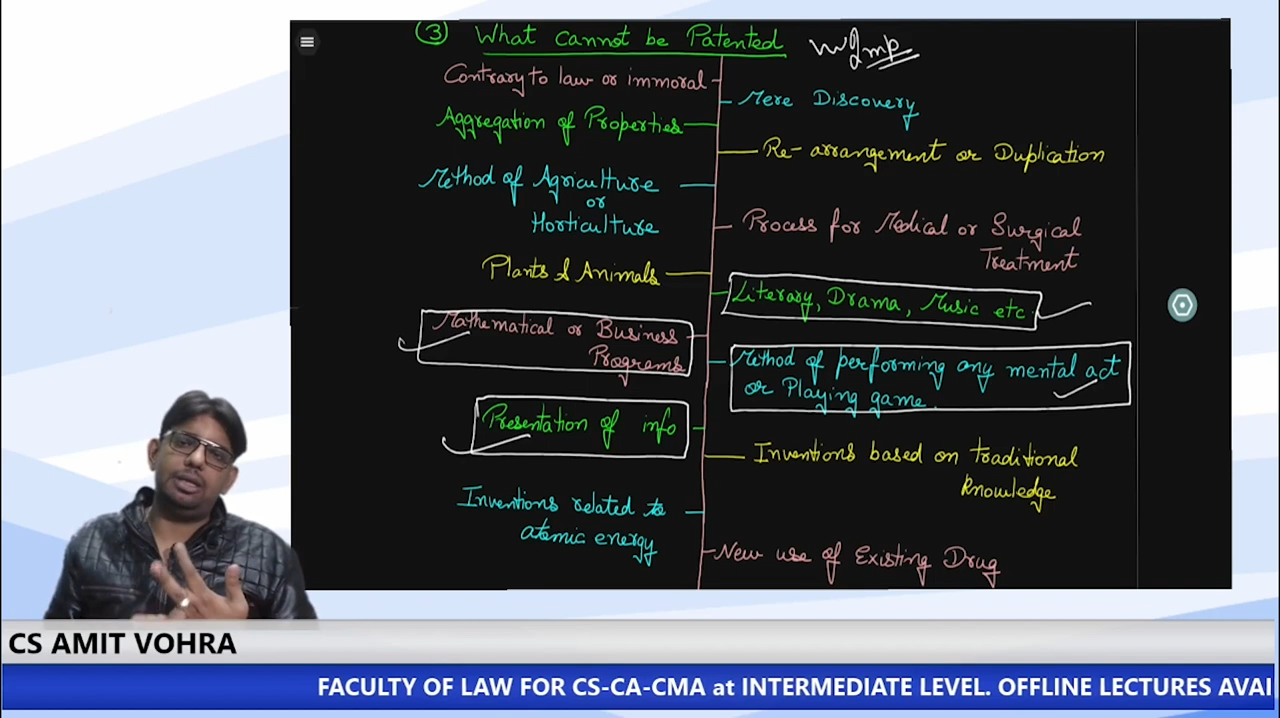 ③ What Cannot be Patented
Contrary to law or immoral
Mere Discovery
Aggregation of Properties
Re-arrangement or Duplication
Method of Agriculture
or
Horticulture
Process for Medical or Surgical
Treatment
Plants & Animals
Literary, Drama, Music etc.
Mathematical or Business
Programs
Method of performing any mental act
or Playing game.
Presentation of info
Inventions based on traditional
knowledge
Inventions related to
atomic energy
New use of Existing Drug
CS AMIT VOHRA
FACULTY OF LAW FOR CS-CA-CMA at INTERMEDIATE LEVEL. OFFLINE LECTURES AVAI